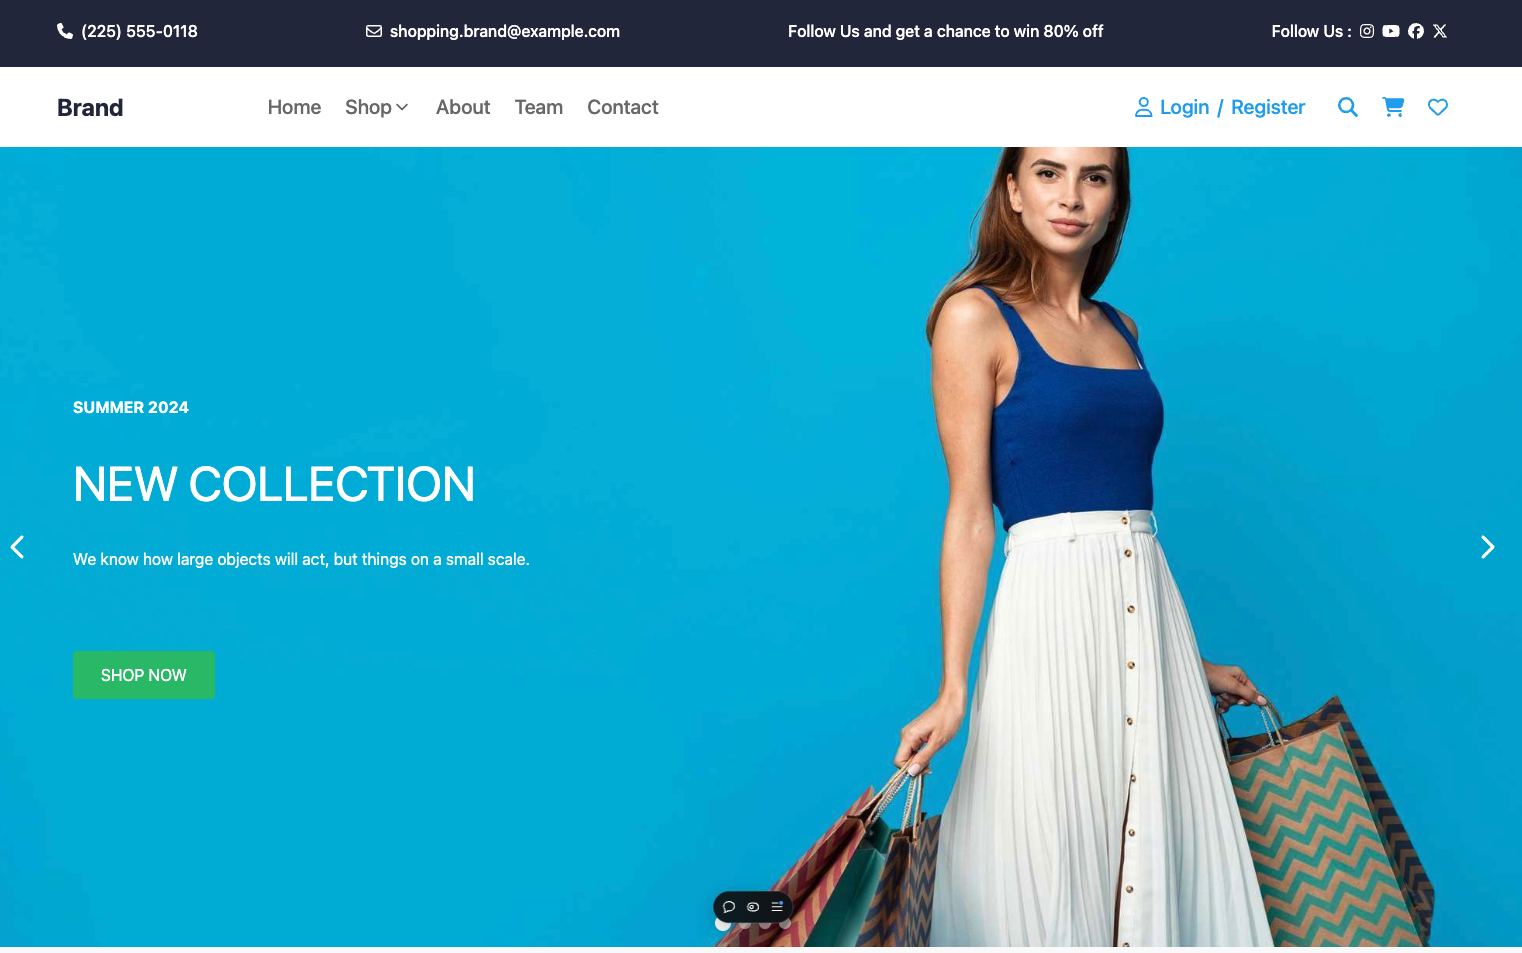 (225) 555-0118
shopping.brand@example.com
Follow Us and get a chance to win 80% off
Follow Us :
Brand
Home
Shop
About
Team
Contact
Login / Register
SUMMER 2024
NEW COLLECTION
We know how large objects will act, but things on a small scale.
SHOP NOW